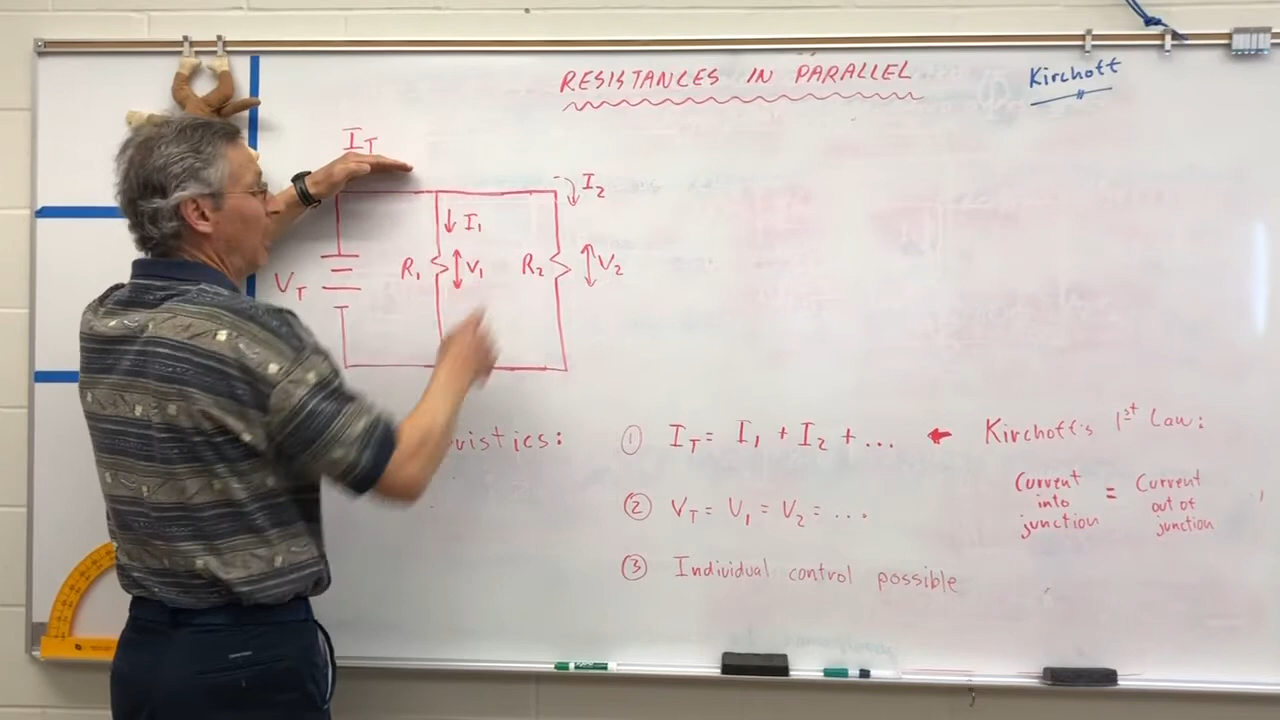 RESISTANCES IN PARALLEL
Kirchoff
I_T
I_2
I_1
V_T
R_1
V_1
R_2
V_2
ristics:
① I_T = I_1 + I_2 + ...
Kirchoff's 1st Law:
Current into junction = Current out of junction
② V_T = V_1 = V_2 = ...
③ Individual control possible